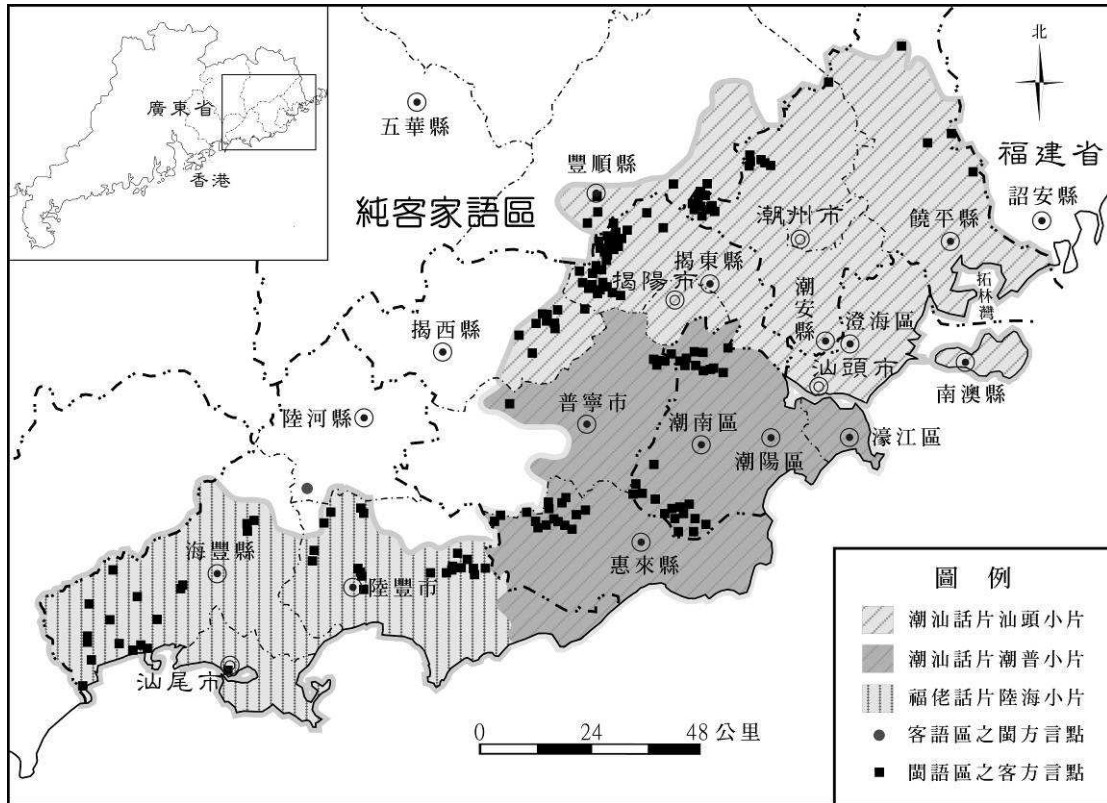 廣東省
香港
北
五華縣
豐順縣
福建省
詔安縣
純客家語區
潮州市
饒平縣
揭東縣
揭陽市
拓林灣
潮安縣
澄海區
揭西縣
汕頭市
南澳縣
陸河縣
普寧市
潮南區
潮陽區
濠江區
海豐縣
陸豐市
惠來縣
汕尾市
0 24 48 公里
圖 例
潮汕話片汕頭小片
潮汕話片潮普小片
福佬話片陸海小片
客語區之閩方言點
閩語區之客方言點